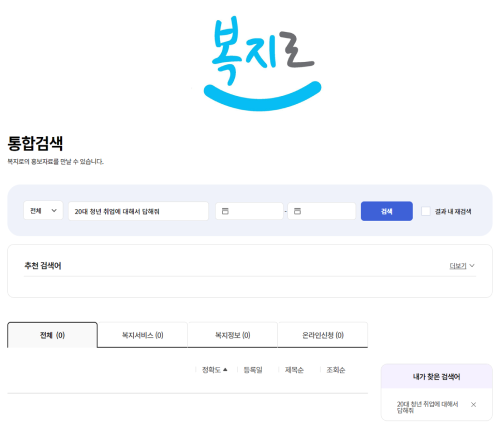 복지로
통합검색
복지로의 홍보자료를 만날 수 있습니다.
전체
20대 청년 취업에 대해서 답해줘
-
검색
결과 내 재검색
추천 검색어
더보기
전체 (0)
복지서비스 (0)
복지정보 (0)
온라인신청 (0)
정확도
등록일
제목순
조회순
내가 찾은 검색어
20대 청년 취업에 대해서
답해줘